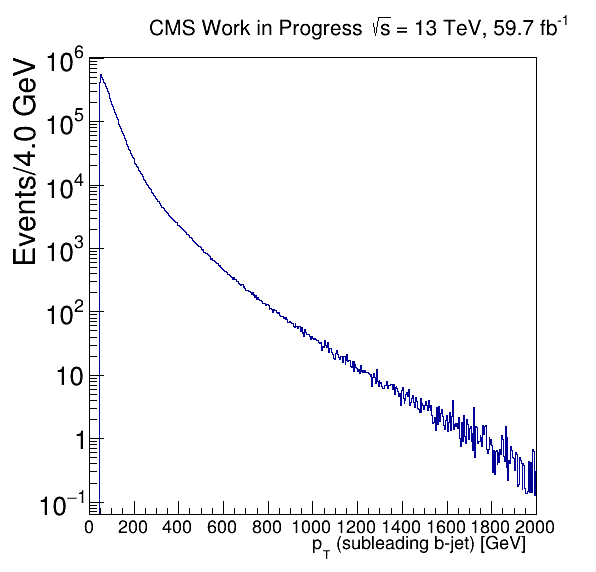 CMS Work in Progress √s = 13 TeV, 59.7 fb⁻¹
Events/4.0 GeV
10⁶
10⁵
10⁴
10³
10²
10
1
10⁻¹
0 200 400 600 800 1000 1200 1400 1600 1800 2000
p_T (subleading b-jet) [GeV]